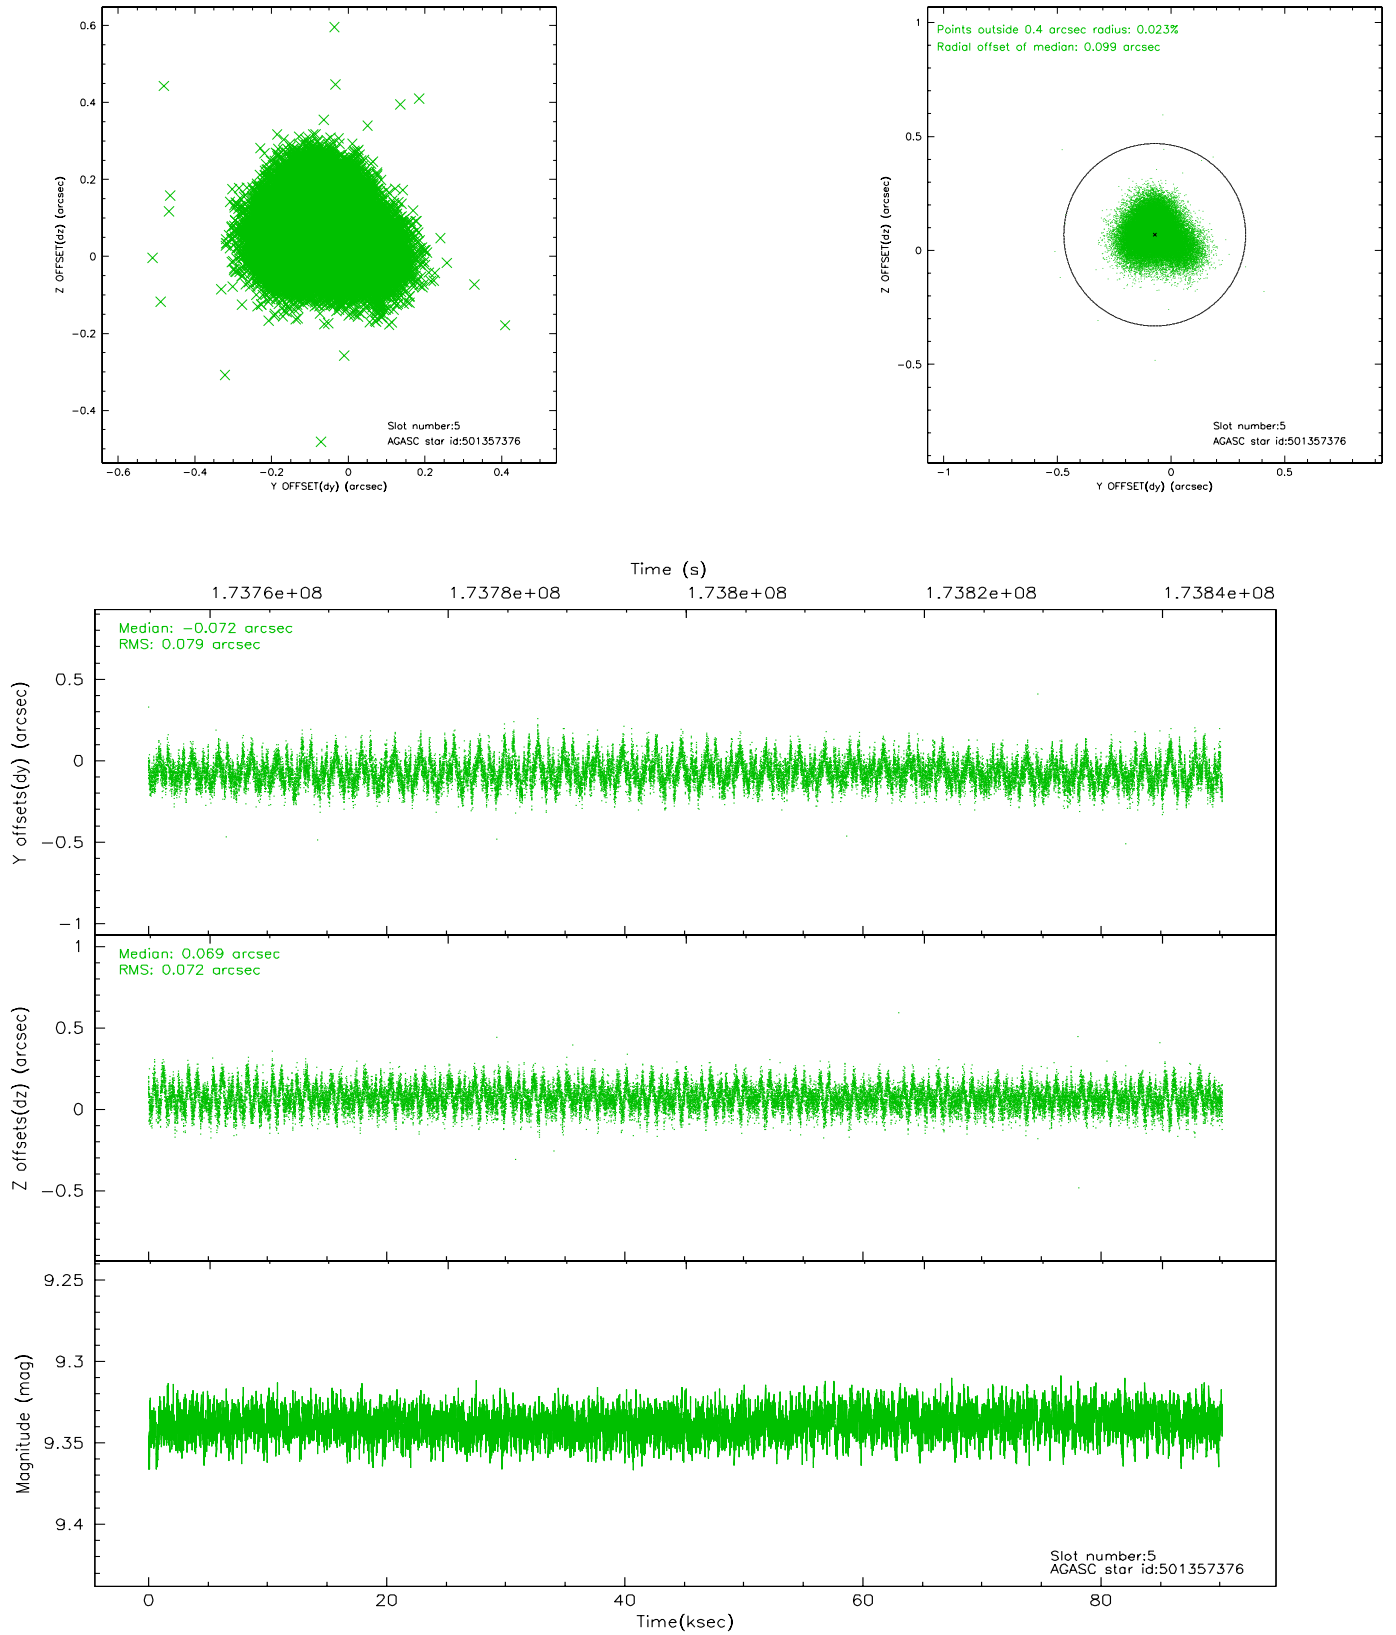 0.6
0.4
0.2
0
−0.2
−0.4
Z OFFSET(dz) (arcsec)
Slot number:5
AGASC star id:501357376
−0.6 −0.4 −0.2 0 0.2 0.4
Y OFFSET(dy) (arcsec)
Points outside 0.4 arcsec radius: 0.023%
Radial offset of median: 0.099 arcsec
1
0.5
0
−0.5
Z OFFSET(dz) (arcsec)
Slot number:5
AGASC star id:501357376
−1 −0.5 0 0.5
Y OFFSET(dy) (arcsec)
Time (s)
1.7376e+08 1.7378e+08 1.738e+08 1.7382e+08 1.7384e+08
Median: −0.072 arcsec
RMS: 0.079 arcsec
0.5
0
−0.5
−1
Y offsets(dy) (arcsec)
Median: 0.069 arcsec
RMS: 0.072 arcsec
1
0.5
0
−0.5
Z offsets(dz) (arcsec)
9.25
9.3
9.35
9.4
Magnitude (mag)
Slot number:5
AGASC star id:501357376
0 20 40 60 80
Time(ksec)